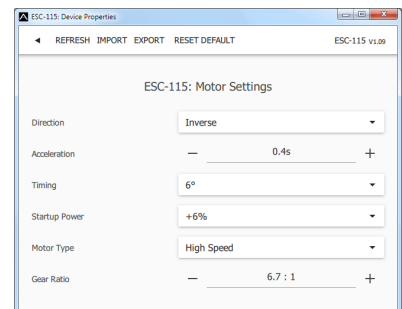 ESC-115: Device Properties
◄ REFRESH IMPORT EXPORT RESET DEFAULT ESC-115 V1.09
ESC-115: Motor Settings
Direction Inverse
Acceleration — 0.4s +
Timing 6°
Startup Power +6%
Motor Type High Speed
Gear Ratio — 6.7 : 1 +